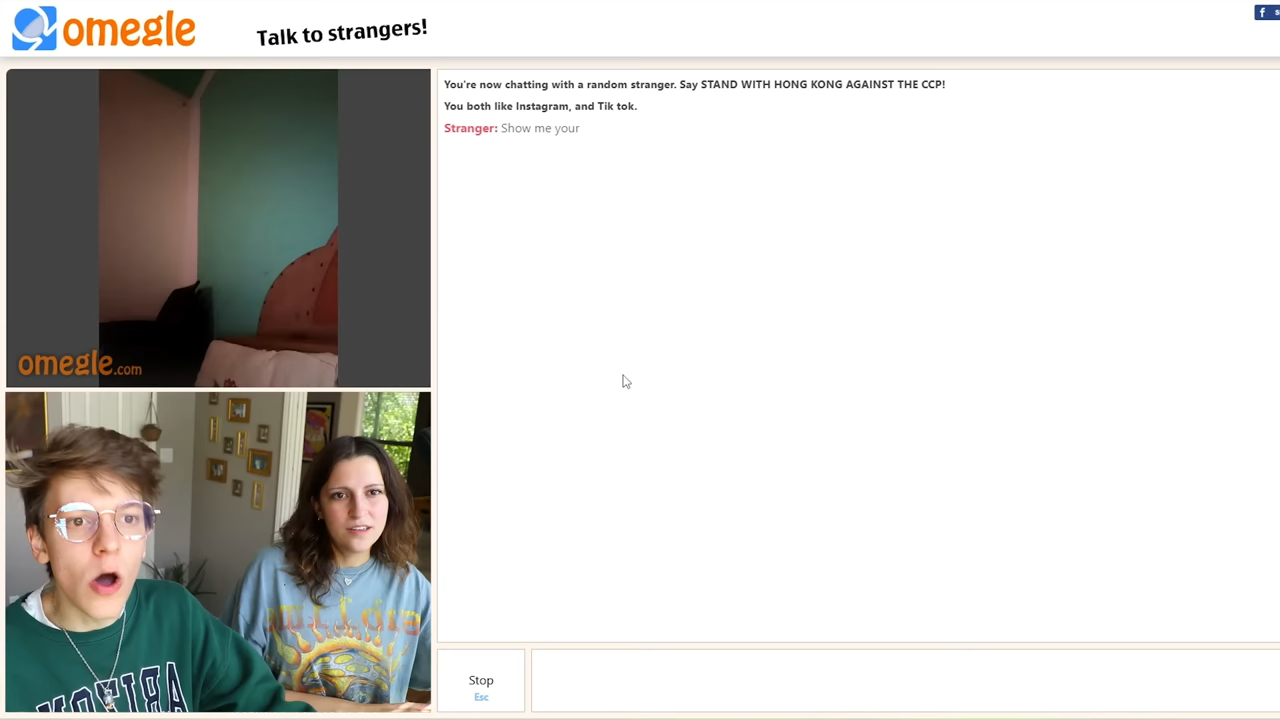 omegle
Talk to strangers!
f s
You're now chatting with a random stranger. Say STAND WITH HONG KONG AGAINST THE CCP!
You both like Instagram, and Tik tok.
Stranger: Show me your
omegle.com
Stop
Esc